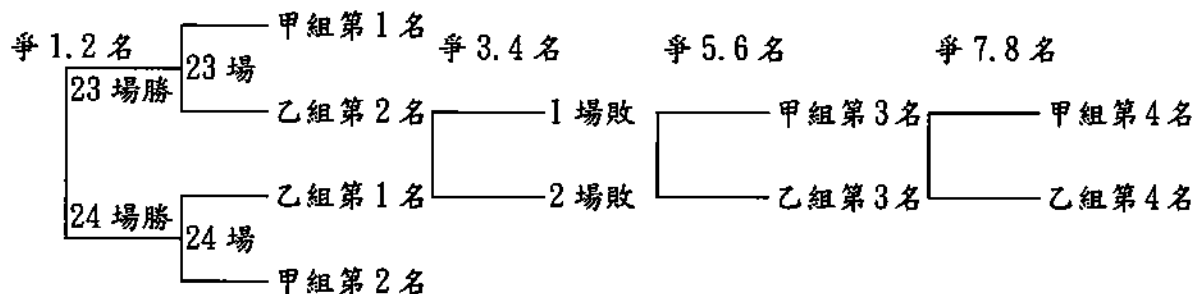 甲組第1名
爭1.2名
爭3.4名
爭5.6名
爭7.8名
23場勝
23場
乙組第2名
1場敗
甲組第3名
甲組第4名
乙組第1名
2場敗
乙組第3名
乙組第4名
24場勝
24場
甲組第2名